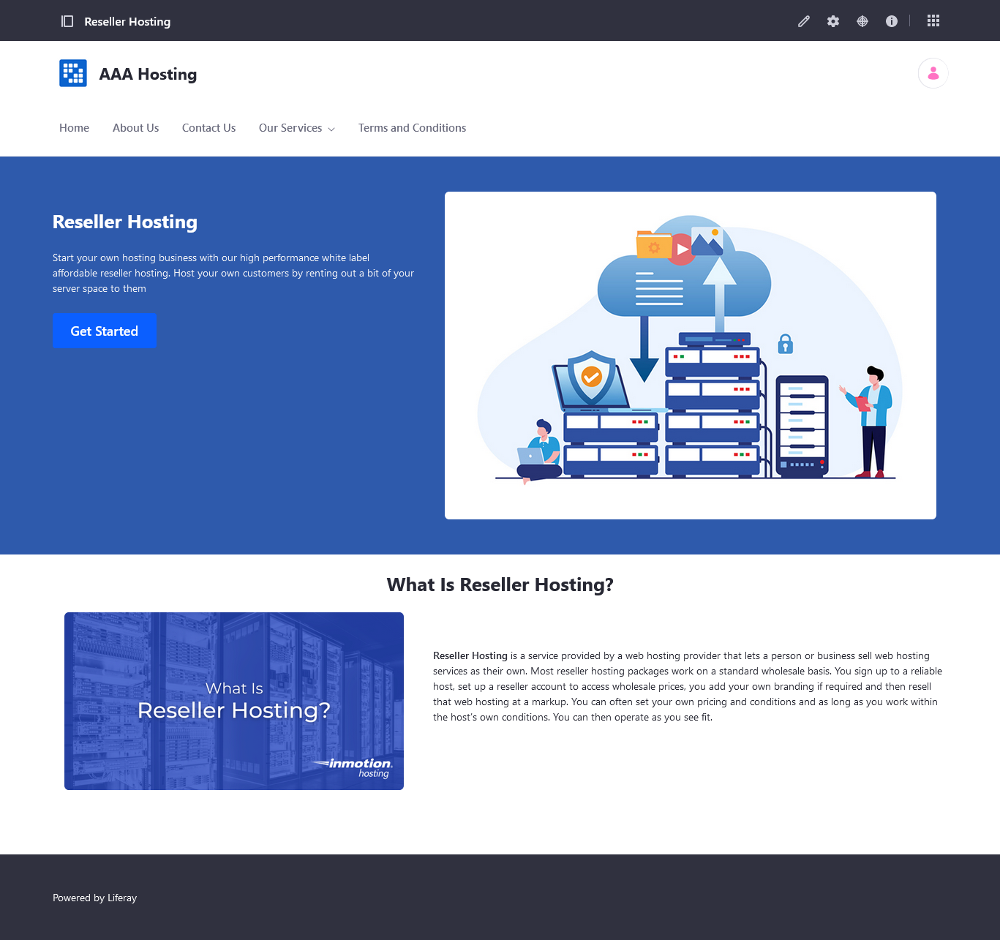 Reseller Hosting
AAA Hosting
Home About Us Contact Us Our Services Terms and Conditions
Reseller Hosting
Start your own hosting business with our high performance white label
affordable reseller hosting. Host your own customers by renting out a bit of your
server space to them
Get Started
What Is Reseller Hosting?
What Is
Reseller Hosting?
inmotion
hosting
Reseller Hosting is a service provided by a web hosting provider that lets a person or business sell web hosting
services as their own. Most reseller hosting packages work on a standard wholesale basis. You sign up to a reliable
host, set up a reseller account to access wholesale prices, you add your own branding if required and then resell
that web hosting at a markup. You can often set your own pricing and conditions and as long as you work within
the host's own conditions. You can then operate as you see fit.
Powered by Liferay